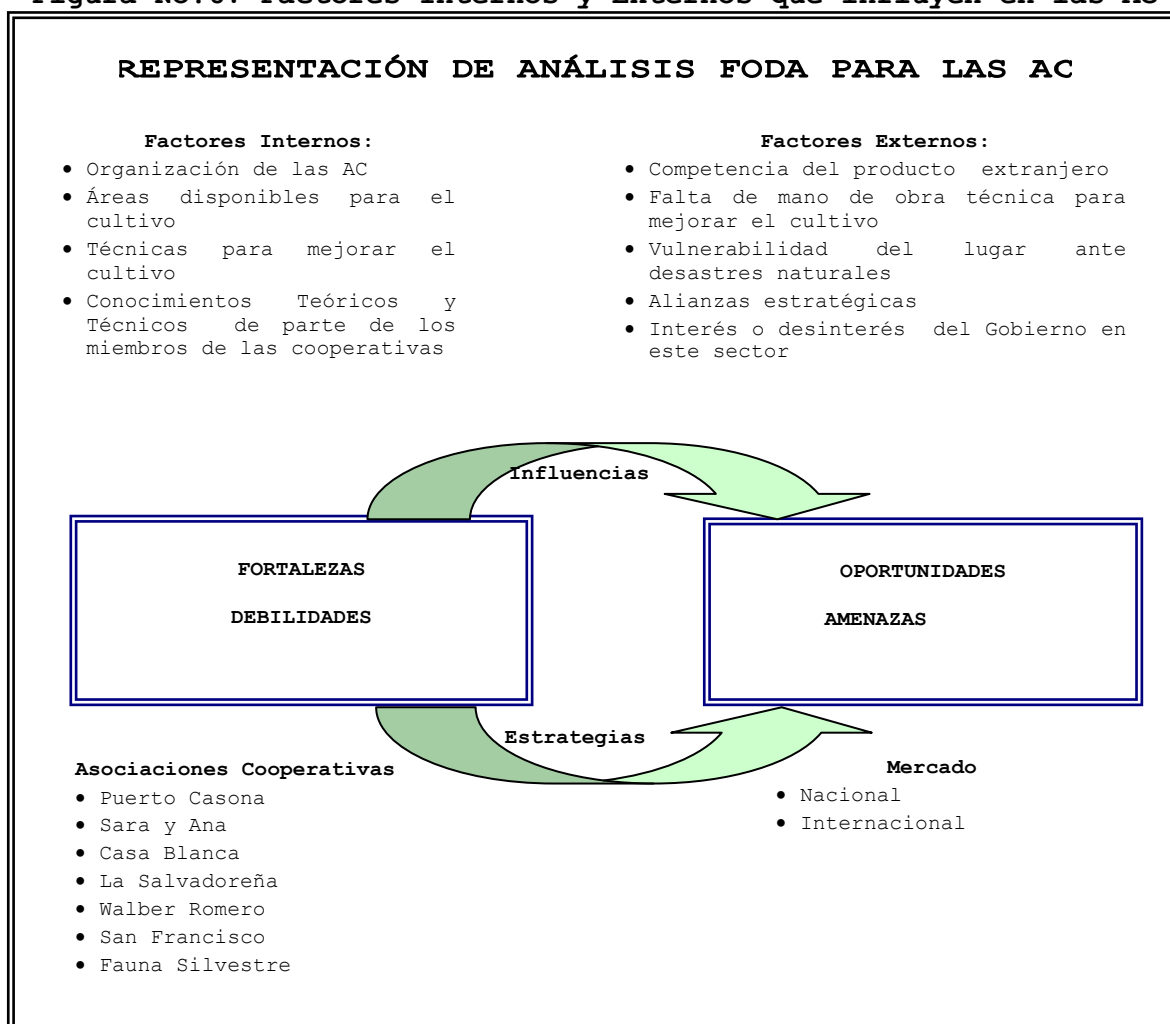 REPRESENTACIÓN DE ANÁLISIS FODA PARA LAS AC
Factores Internos:
• Organización de las AC
• Áreas disponibles para el
cultivo
• Técnicas para mejorar el
cultivo
• Conocimientos Teóricos y
Técnicos de parte de los
miembros de las cooperativas
Factores Externos:
• Competencia del producto extranjero
• Falta de mano de obra técnica para
mejorar el cultivo
• Vulnerabilidad del lugar ante
desastres naturales
• Alianzas estratégicas
• Interés o desinterés del Gobierno en
este sector
Influencias
FORTALEZAS
DEBILIDADES
OPORTUNIDADES
AMENAZAS
Estrategias
Asociaciones Cooperativas
• Puerto Casona
• Sara y Ana
• Casa Blanca
• La Salvadoreña
• Walber Romero
• San Francisco
• Fauna Silvestre
Mercado
• Nacional
• Internacional